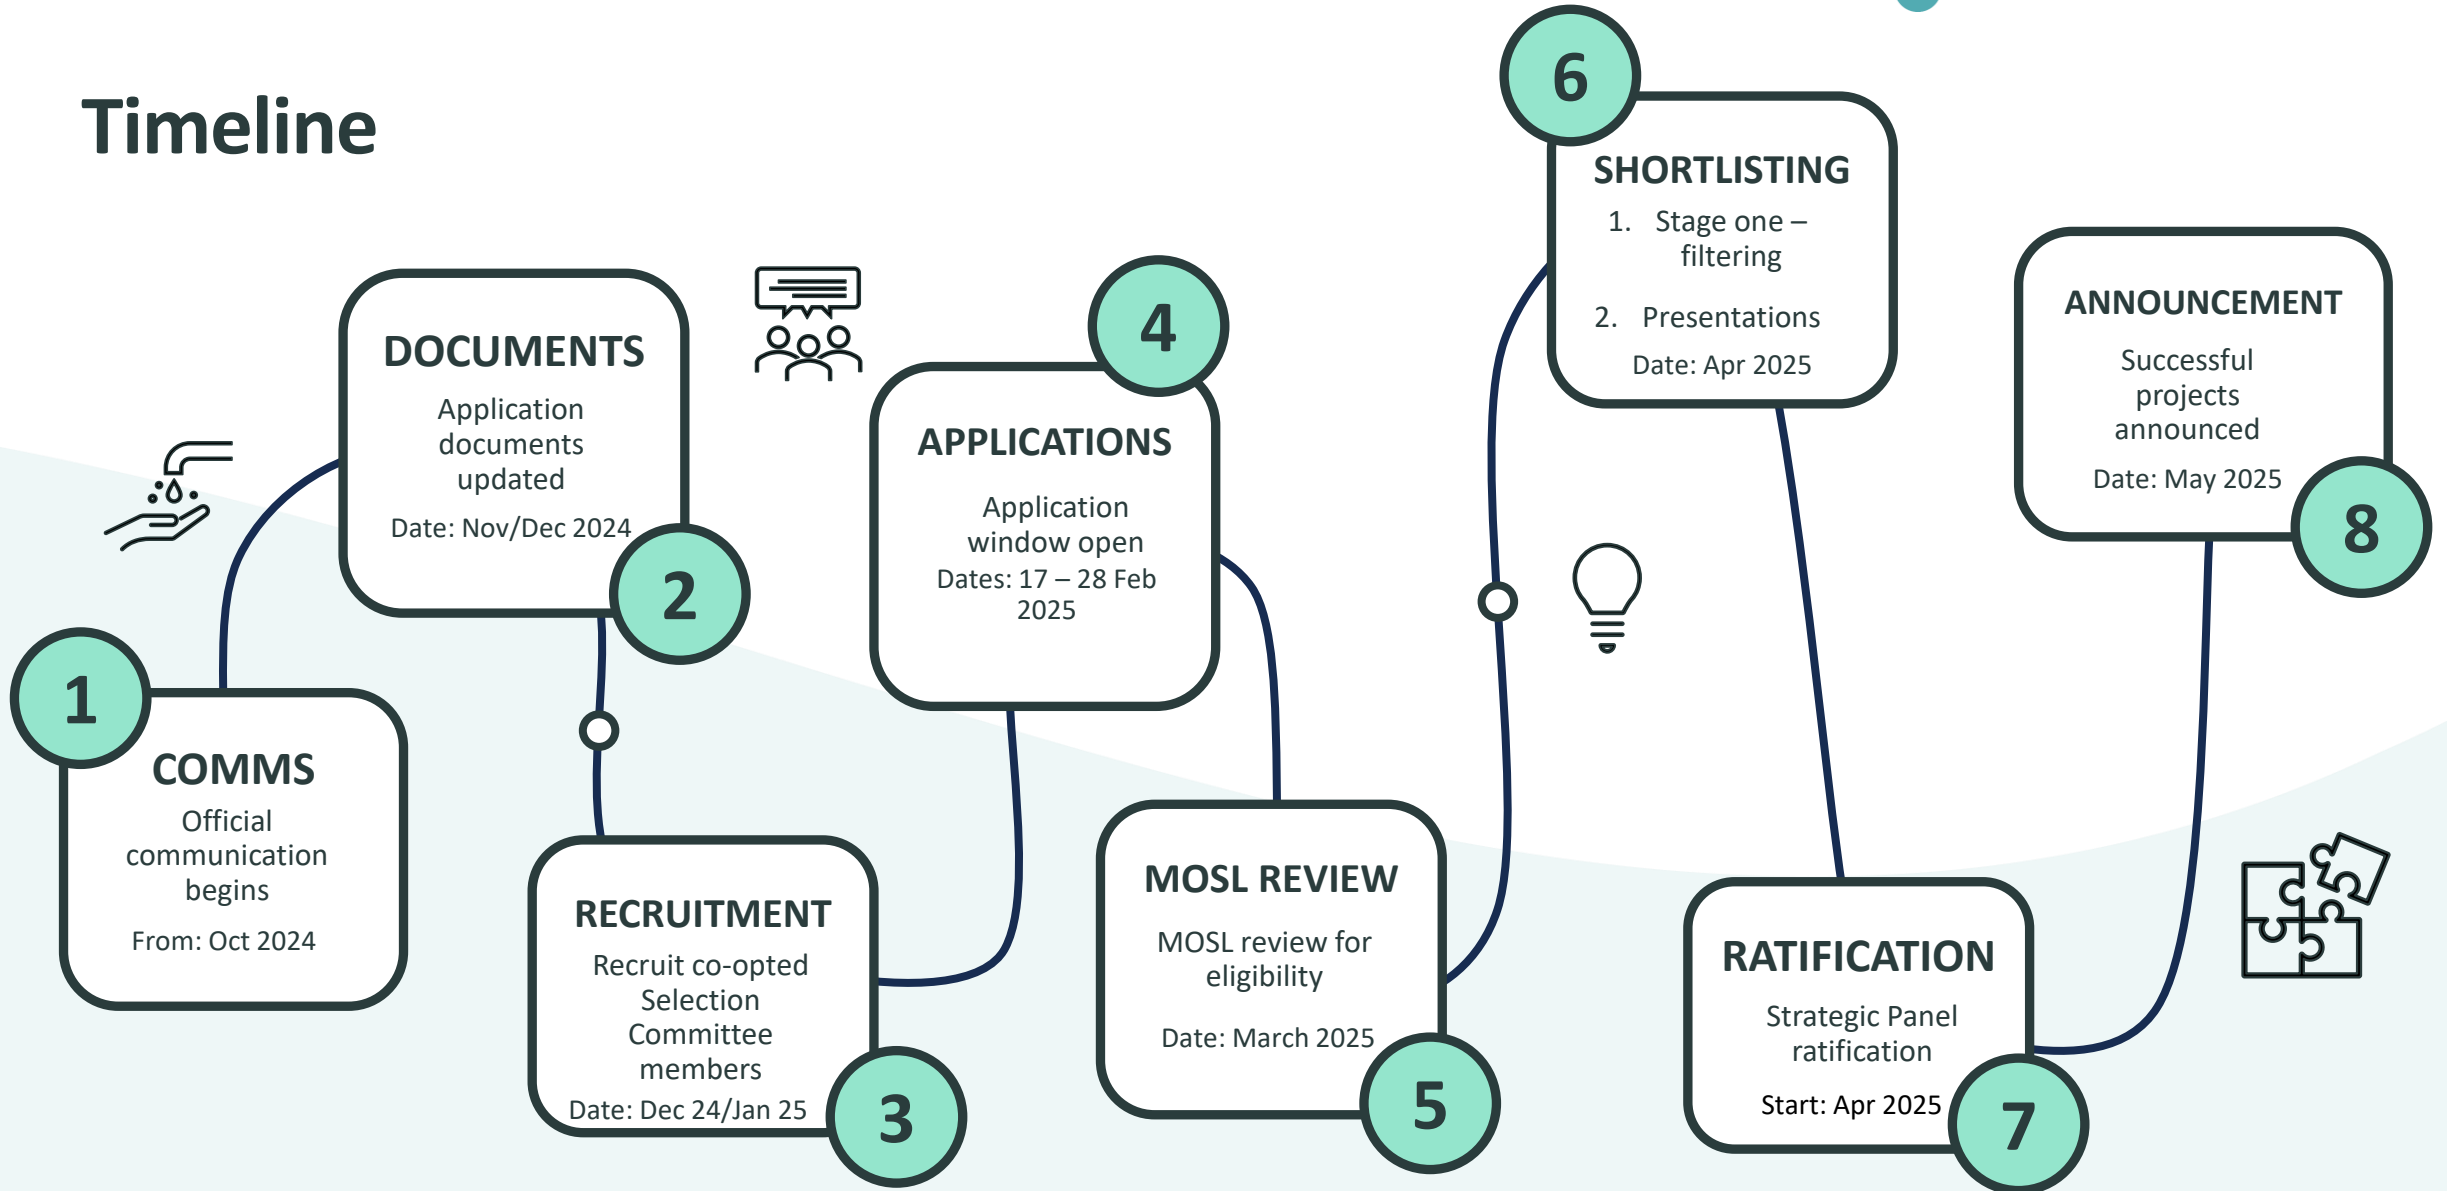 Timeline
1
COMMS
Official
communication
begins
From: Oct 2024
DOCUMENTS
Application
documents
updated
Date: Nov/Dec 2024
2
RECRUITMENT
Recruit co-opted
Selection
Committee
members
Date: Dec 24/Jan 25
3
4
APPLICATIONS
Application
window open
Dates: 17 – 28 Feb
2025
MOSL REVIEW
MOSL review for
eligibility
Date: March 2025
5
6
SHORTLISTING
1. Stage one –
filtering
2. Presentations
Date: Apr 2025
RATIFICATION
Strategic Panel
ratification
Start: Apr 2025
7
ANNOUNCEMENT
Successful
projects
announced
Date: May 2025
8